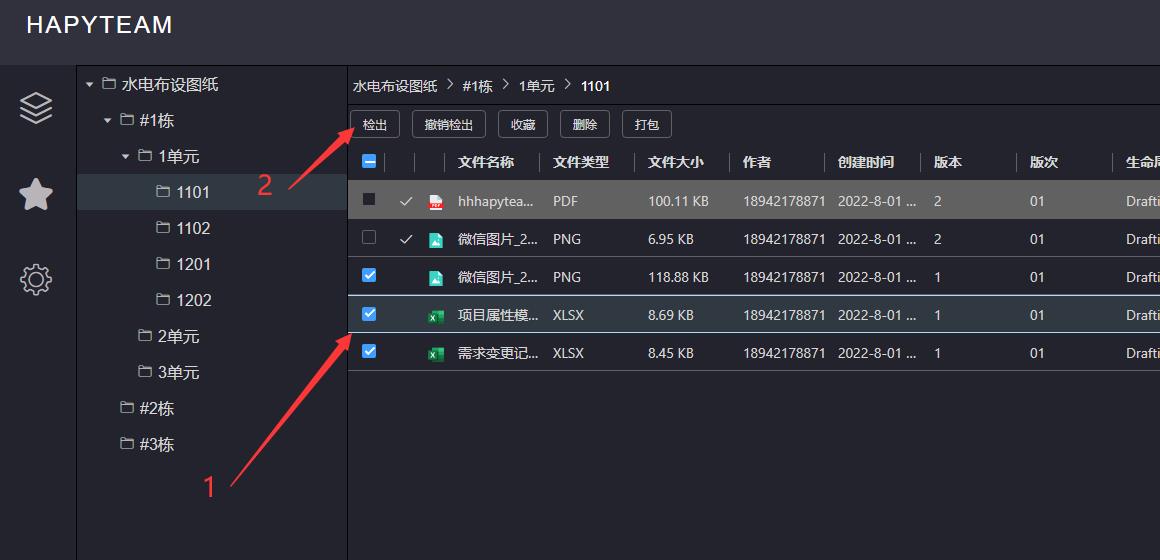 HAPYTEAM
水电布设图纸
#1栋
1单元
1101
1102
1201
1202
2单元
3单元
#2栋
#3栋
水电布设图纸 > #1栋 > 1单元 > 1101
检出 撤销检出 收藏 删除 打包
文件名称 文件类型 文件大小 作者 创建时间 版本 版次 生命周
hhhapytea... PDF 100.11 KB 18942178871 2022-8-01 ... 2 01 Drafti
微信图片_2... PNG 6.95 KB 18942178871 2022-8-01 ... 2 01 Drafti
微信图片_2... PNG 118.88 KB 18942178871 2022-8-01 ... 1 01 Drafti
项目属性模... XLSX 8.69 KB 18942178871 2022-8-01 ... 1 01 Drafti
需求变更记... XLSX 8.45 KB 18942178871 2022-8-01 ... 1 01 Drafti
2
1